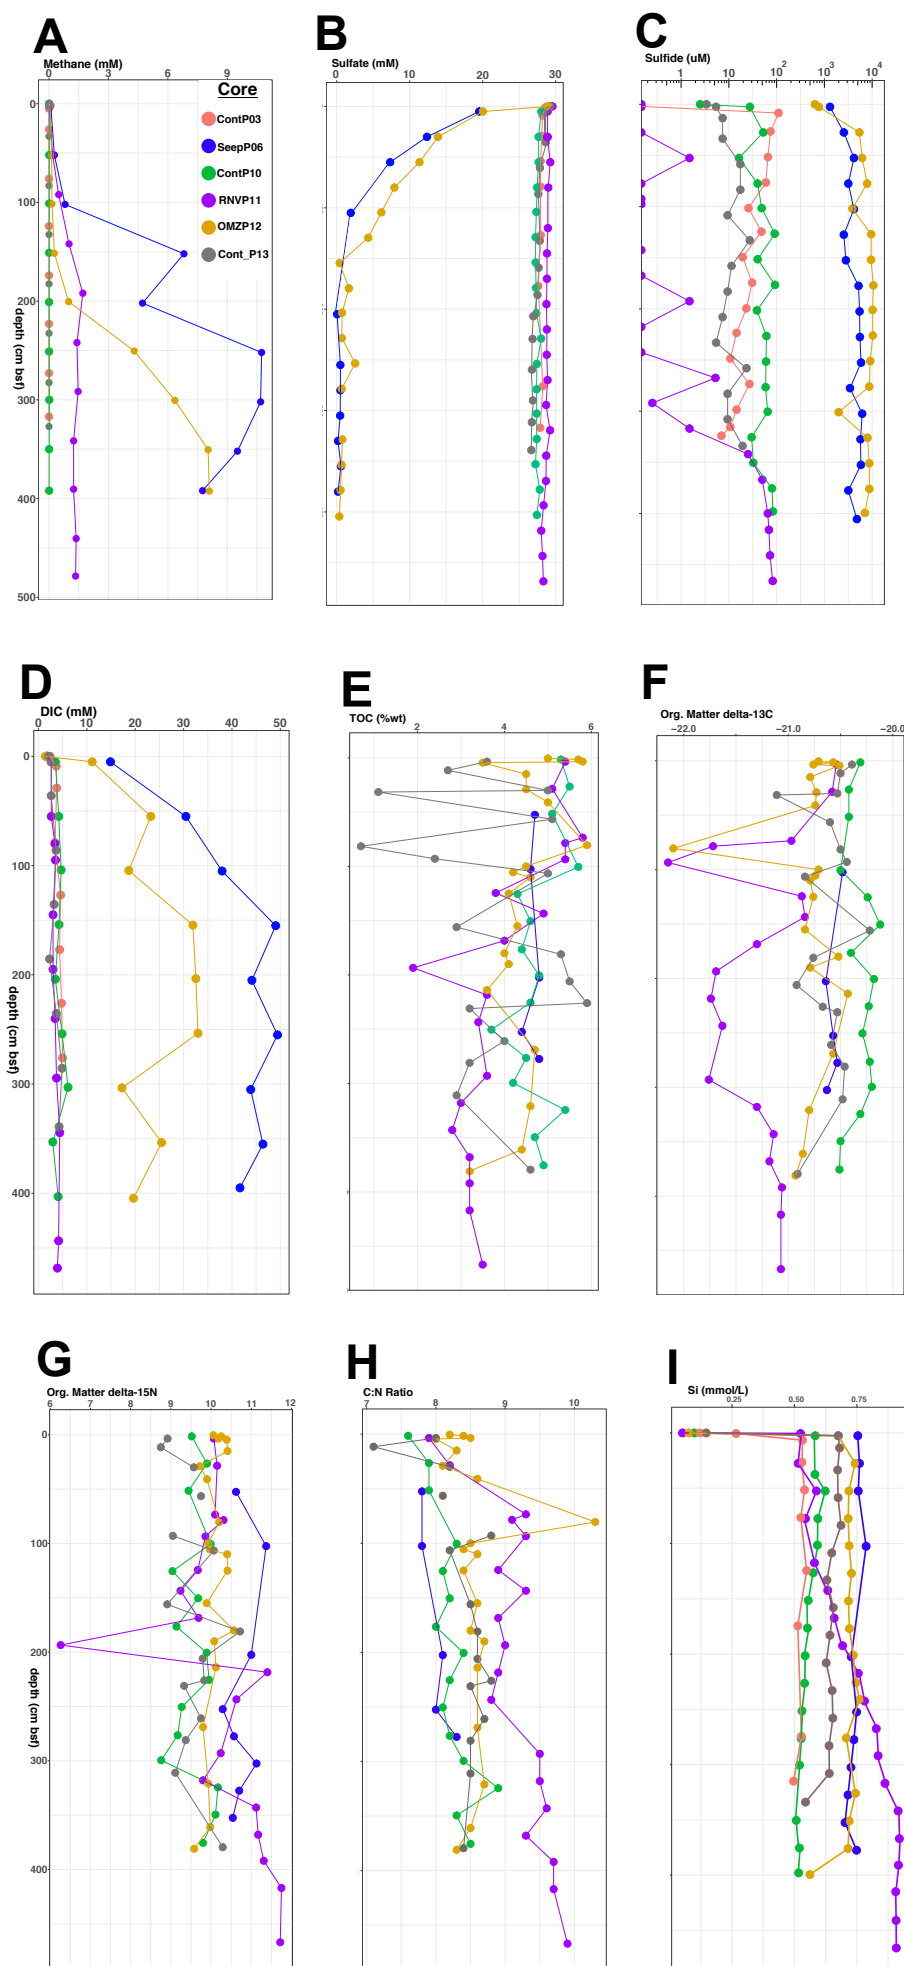 A
Methane (mM)
0 3 6 9
Core
ContP03
SeepP06
ContP10
RNVP11
OMZP12
Cont_P13
0
100
200
300
400
500
depth (cm bsf)
B
Sulfate (mM)
0 10 20 30
C
Sulfide (uM)
1 10 10² 10³ 10⁴
D
DIC (mM)
0 10 20 30 40 50
0
100
200
300
400
depth (cm bsf)
E
TOC (%wt)
2 4 6
F
Org. Matter delta-13C
−22.0 −21.0 −20.0
G
Org. Matter delta-15N
6 7 8 9 10 11 12
0
100
200
300
400
depth (cm bsf)
H
C:N Ratio
7 8 9 10
I
Si (mmol/L)
0.25 0.50 0.75